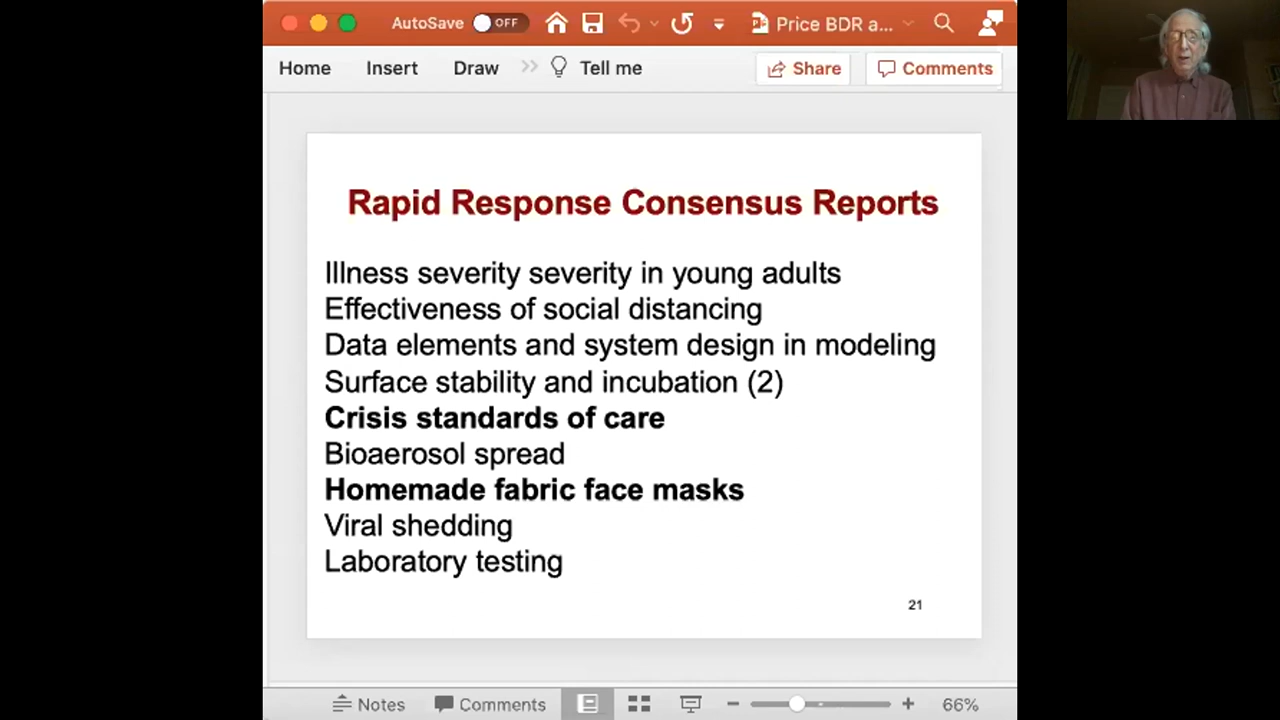 AutoSave OFF Price BDR a...
Home Insert Draw Tell me Share Comments
Rapid Response Consensus Reports
Illness severity severity in young adults
Effectiveness of social distancing
Data elements and system design in modeling
Surface stability and incubation (2)
Crisis standards of care
Bioaerosol spread
Homemade fabric face masks
Viral shedding
Laboratory testing
21
Notes Comments 66%